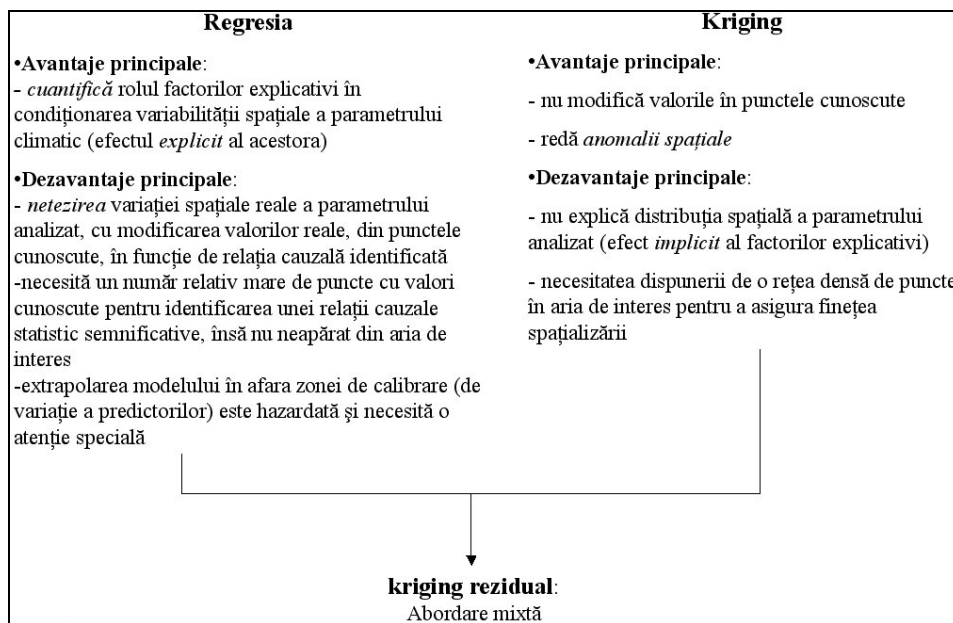 Regresia
•Avantaje principale:
- cuantifică rolul factorilor explicativi în
condiționarea variabilității spațiale a parametrului
climatic (efectul explicit al acestora)
•Dezavantaje principale:
- netezirea variației spațiale reale a parametrului
analizat, cu modificarea valorilor reale, din punctele
cunoscute, în funcție de relația cauzală identificată
-necesită un număr relativ mare de puncte cu valori
cunoscute pentru identificarea unei relații cauzale
statistic semnificative, însă nu neapărat din aria de
interes
-extrapolarea modelului în afara zonei de calibrare (de
variație a predictorilor) este hazardată şi necesită o
atenție specială
Kriging
•Avantaje principale:
- nu modifică valorile în punctele cunoscute
- redă anomalii spațiale
•Dezavantaje principale:
- nu explică distribuția spațială a parametrului
analizat (efect implicit al factorilor explicativi)
- necesitatea dispunerii de o rețea densă de puncte
în aria de interes pentru a asigura finețea
spațializării
kriging rezidual:
Abordare mixtă